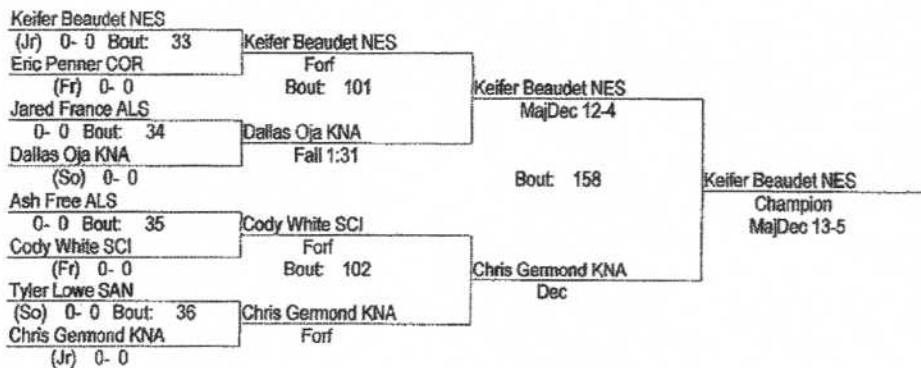 Keifer Beaudet NES
(Jr) 0- 0 Bout: 33
Eric Penner COR
(Fr) 0- 0
Jared France ALS
0- 0 Bout: 34
Dallas Oja KNA
(So) 0- 0
Ash Free ALS
0- 0 Bout: 35
Cody White SCI
(Fr) 0- 0
Tyler Lowe SAN
(So) 0- 0 Bout: 36
Chris Germond KNA
(Jr) 0- 0
Keifer Beaudet NES
Forf
Bout: 101
Dallas Oja KNA
Fall 1:31
Cody White SCI
Forf
Bout: 102
Chris Germond KNA
Forf
Keifer Beaudet NES
MajDec 12-4
Bout: 158
Chris Germond KNA
Dec
Keifer Beaudet NES
Champion
MajDec 13-5